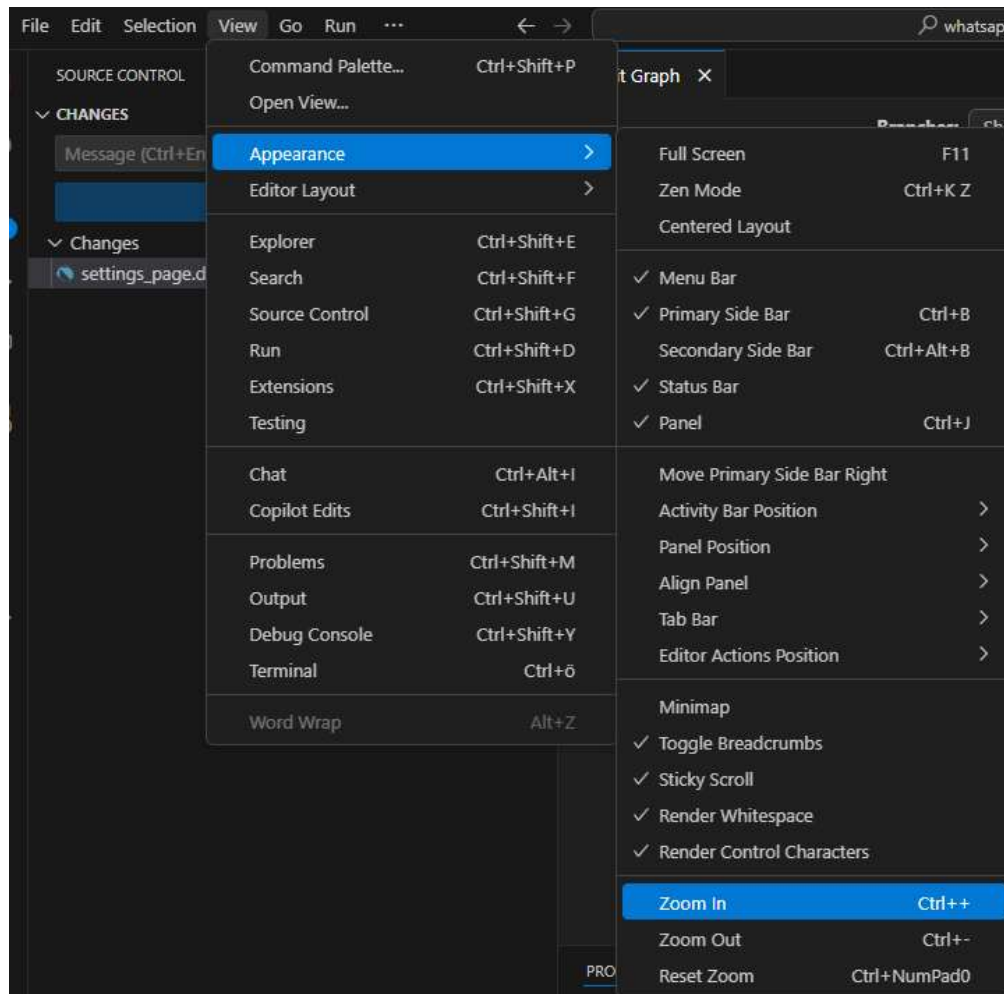 File Edit Selection View Go Run ···
whatsap
SOURCE CONTROL
CHANGES
Message (Ctrl+En
Changes
settings_page.d
Command Palette... Ctrl+Shift+P
Open View...
Appearance
Editor Layout
Explorer Ctrl+Shift+E
Search Ctrl+Shift+F
Source Control Ctrl+Shift+G
Run Ctrl+Shift+D
Extensions Ctrl+Shift+X
Testing
Chat Ctrl+Alt+I
Copilot Edits Ctrl+Shift+I
Problems Ctrl+Shift+M
Output Ctrl+Shift+U
Debug Console Ctrl+Shift+Y
Terminal Ctrl+ö
Word Wrap Alt+Z
it Graph
Branches: Sh
Full Screen F11
Zen Mode Ctrl+K Z
Centered Layout
Menu Bar
Primary Side Bar Ctrl+B
Secondary Side Bar Ctrl+Alt+B
Status Bar
Panel Ctrl+J
Move Primary Side Bar Right
Activity Bar Position
Panel Position
Align Panel
Tab Bar
Editor Actions Position
Minimap
Toggle Breadcrumbs
Sticky Scroll
Render Whitespace
Render Control Characters
Zoom In Ctrl++
Zoom Out Ctrl+-
Reset Zoom Ctrl+NumPad0
PRO